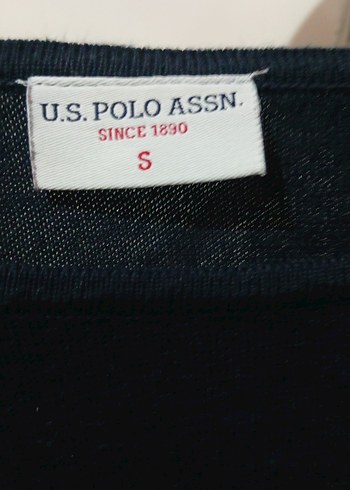 U.S. POLO ASSN.
SINCE 1890
S